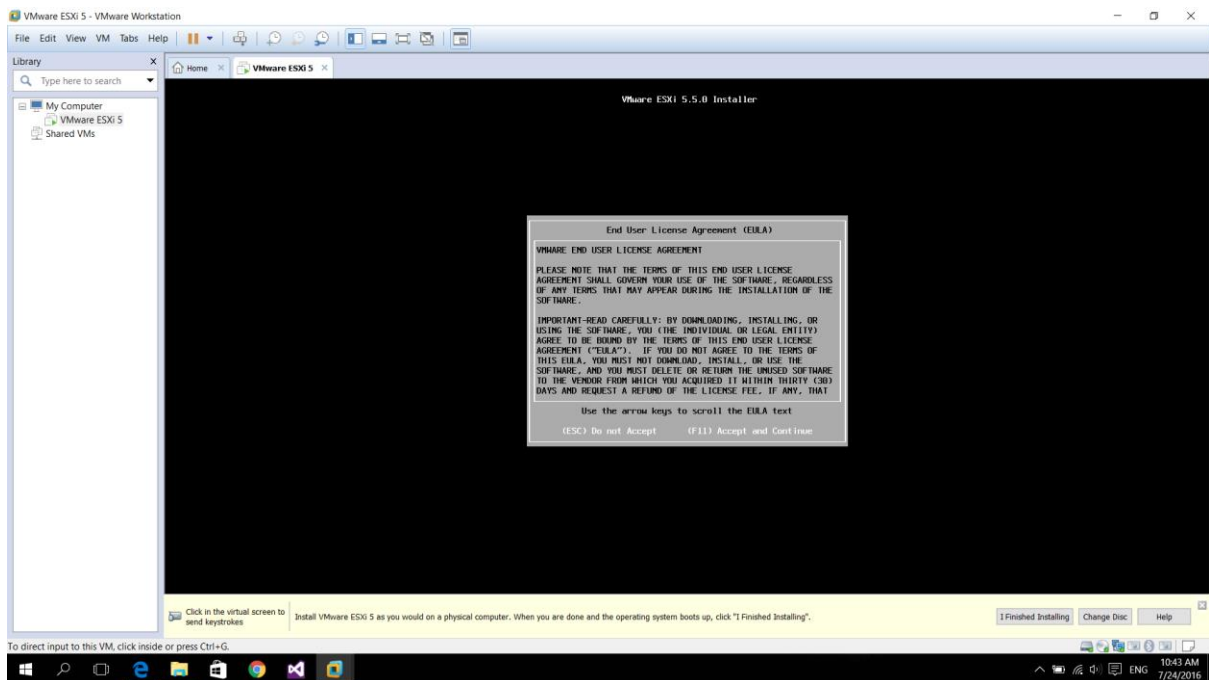 VMware ESXi 5 - VMware Workstation
File Edit View VM Tabs Help
Library X
Home × VMware ESXi 5 ×
Type here to search
My Computer
VMware ESXi 5
Shared VMs
VMware ESXi 5.5.0 Installer
End User License Agreement (EULA)
VMWARE END USER LICENSE AGREEMENT
PLEASE NOTE THAT THE TERMS OF THIS END USER LICENSE
AGREEMENT SHALL GOVERN YOUR USE OF THE SOFTWARE, REGARDLESS
OF ANY TERMS THAT MAY APPEAR DURING THE INSTALLATION OF THE
SOFTWARE.
IMPORTANT-READ CAREFULLY: BY DOWNLOADING, INSTALLING, OR
USING THE SOFTWARE, YOU (THE INDIVIDUAL OR LEGAL ENTITY)
AGREE TO BE BOUND BY THE TERMS OF THIS END USER LICENSE
AGREEMENT ("EULA"). IF YOU DO NOT AGREE TO THE TERMS OF
THIS EULA, YOU MUST NOT DOWNLOAD, INSTALL, OR USE THE
SOFTWARE, AND YOU MUST DELETE OR RETURN THE UNUSED SOFTWARE
TO THE VENDOR FROM WHICH YOU ACQUIRED IT WITHIN THIRTY (30)
DAYS AND REQUEST A REFUND OF THE LICENSE FEE, IF ANY, THAT
Use the arrow keys to scroll the EULA text
(ESC) Do not Accept (F11) Accept and Continue
Click in the virtual screen to
send keystrokes
Install VMware ESXi 5 as you would on a physical computer. When you are done and the operating system boots up, click "I Finished Installing".
I Finished Installing Change Disc Help
To direct input to this VM, click inside or press Ctrl+G.
ENG
10:43 AM
7/24/2016